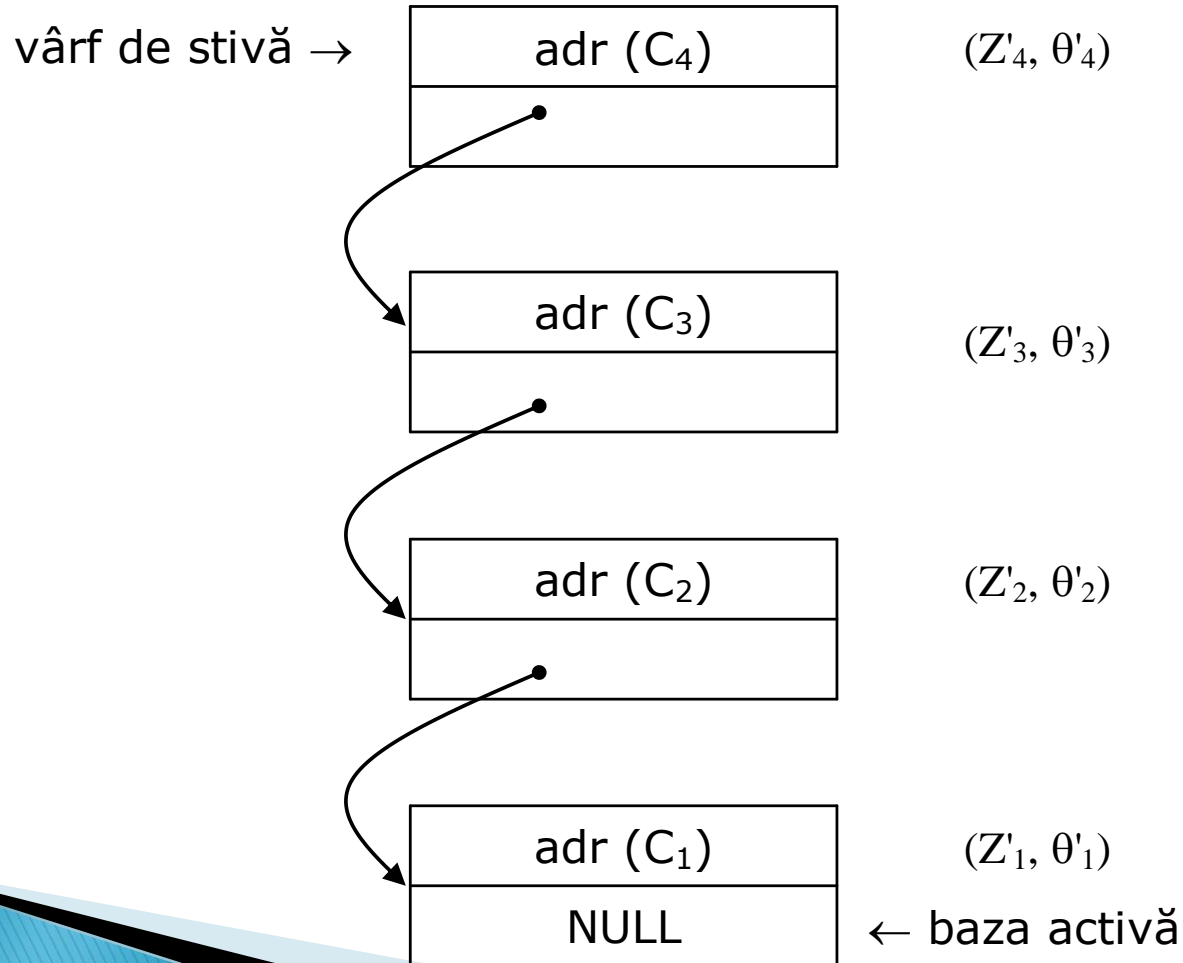 vârf de stivă → adr (C₄) (Z'₄, θ'₄)
adr (C₃) (Z'₃, θ'₃)
adr (C₂) (Z'₂, θ'₂)
adr (C₁) (Z'₁, θ'₁)
NULL ← baza activă